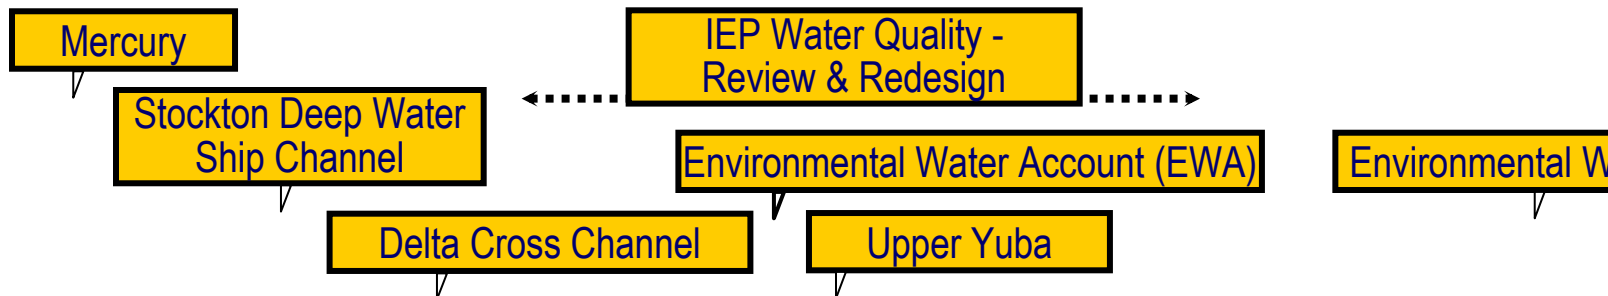 Mercury
IEP Water Quality -
Review & Redesign
Stockton Deep Water
Ship Channel
Environmental Water Account (EWA)
Environmental W
Delta Cross Channel
Upper Yuba